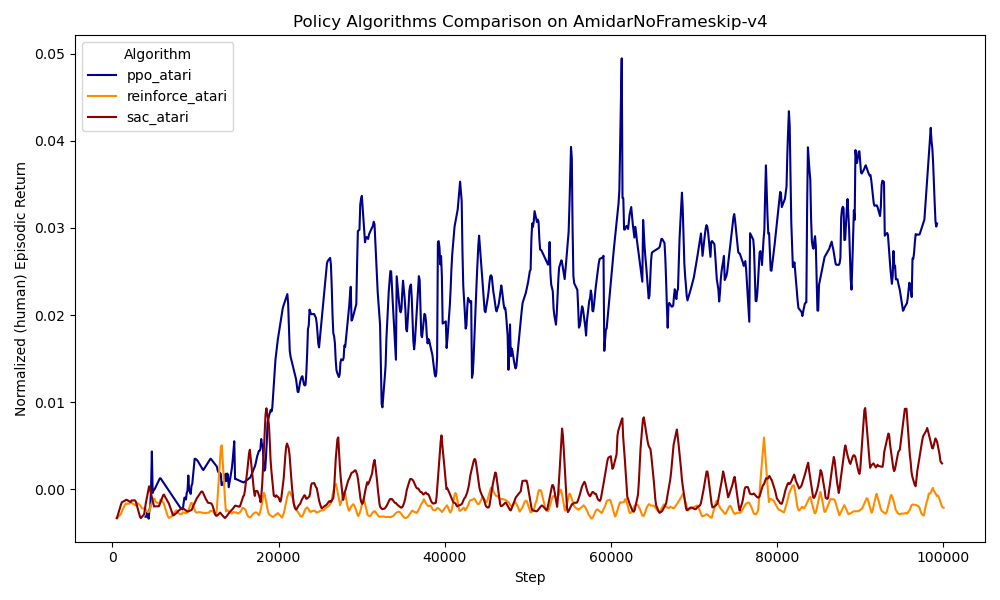 Policy Algorithms Comparison on AmidarNoFrameskip-v4
Algorithm
ppo_atari
reinforce_atari
sac_atari
Normalized (human) Episodic Return
0.05
0.04
0.03
0.02
0.01
0.00
0 20000 40000 60000 80000 100000
Step